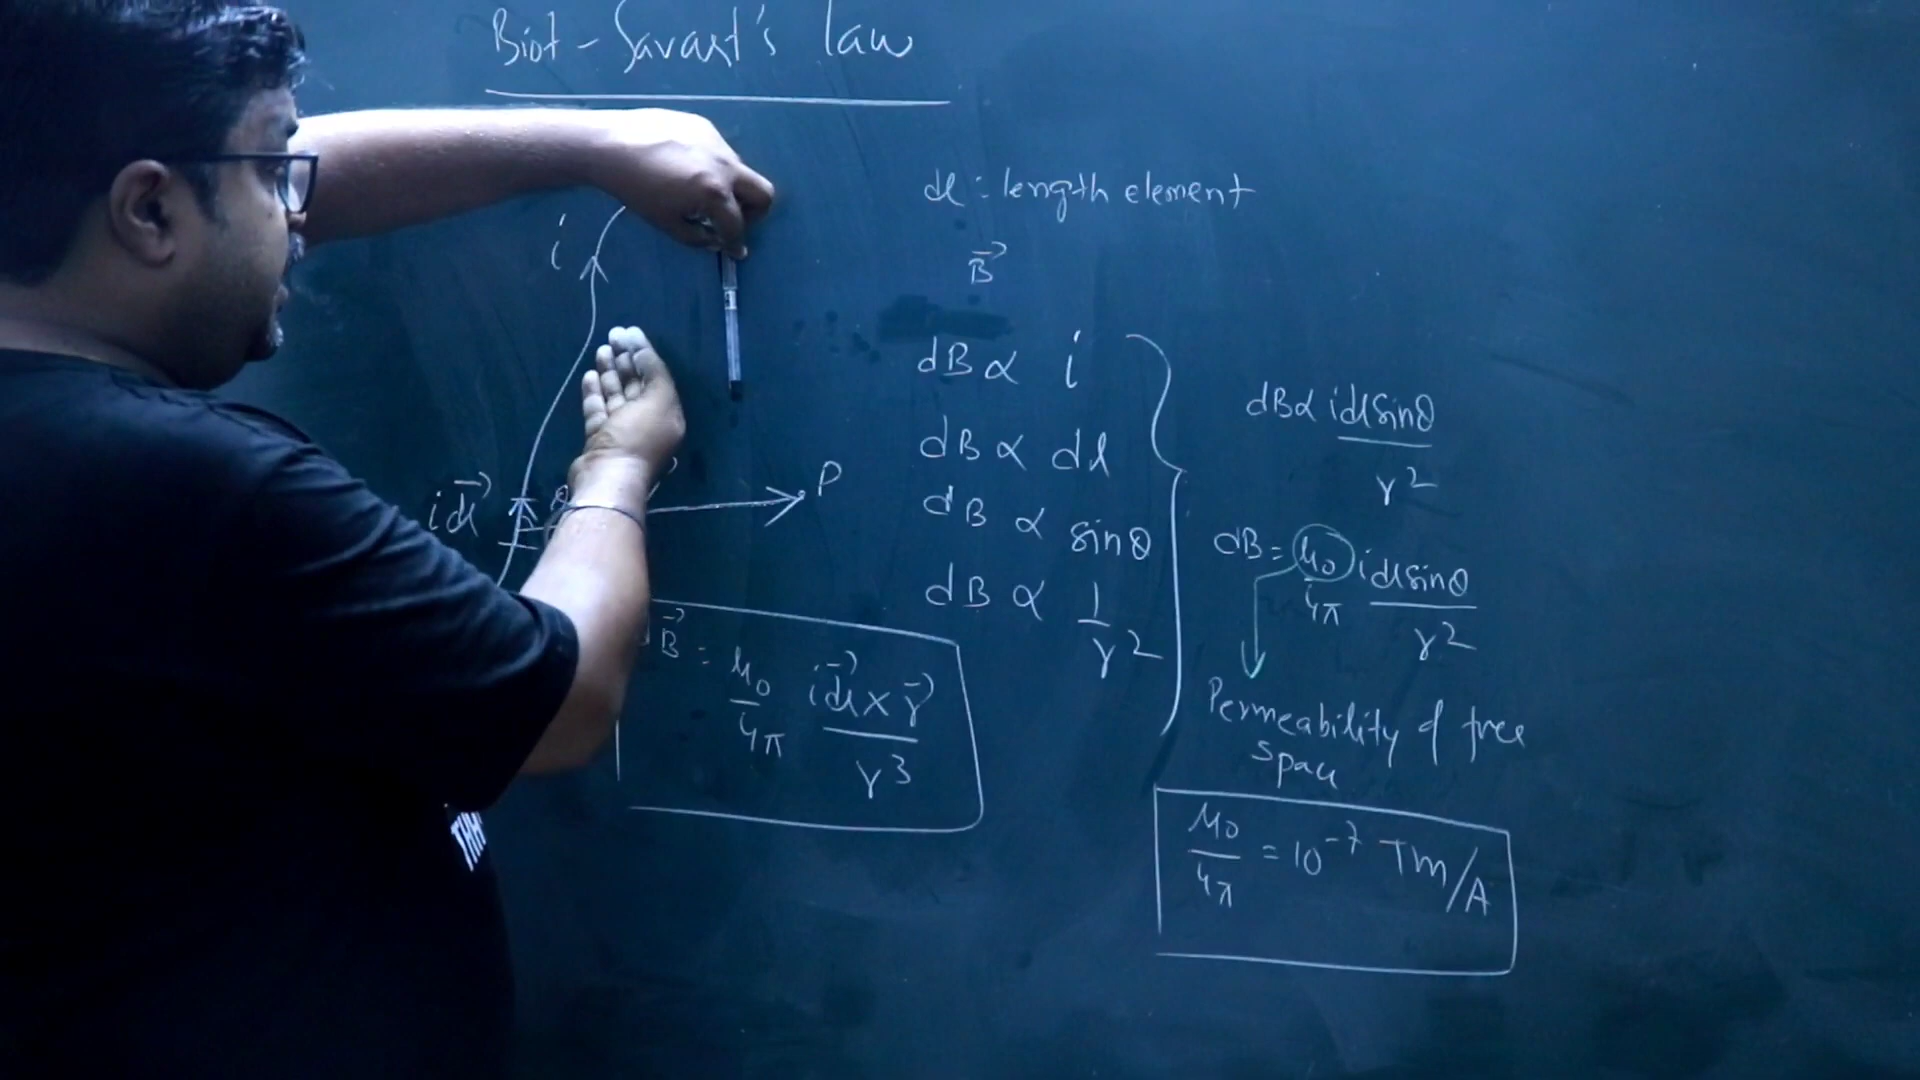 Biot-Savart's law
dl : length element
i
B⃗
dB ∝ i
dB ∝ dl
dB ∝ sinθ
dB ∝ 1/r²
dB ∝ idl sinθ/r²
dB = μ₀/4π idl sinθ/r²
Permeability of free
space
μ₀/4π = 10⁻⁷ Tm/A
idl⃗
θ
P
B⃗ = μ₀/4π idl⃗ × r⃗/r³